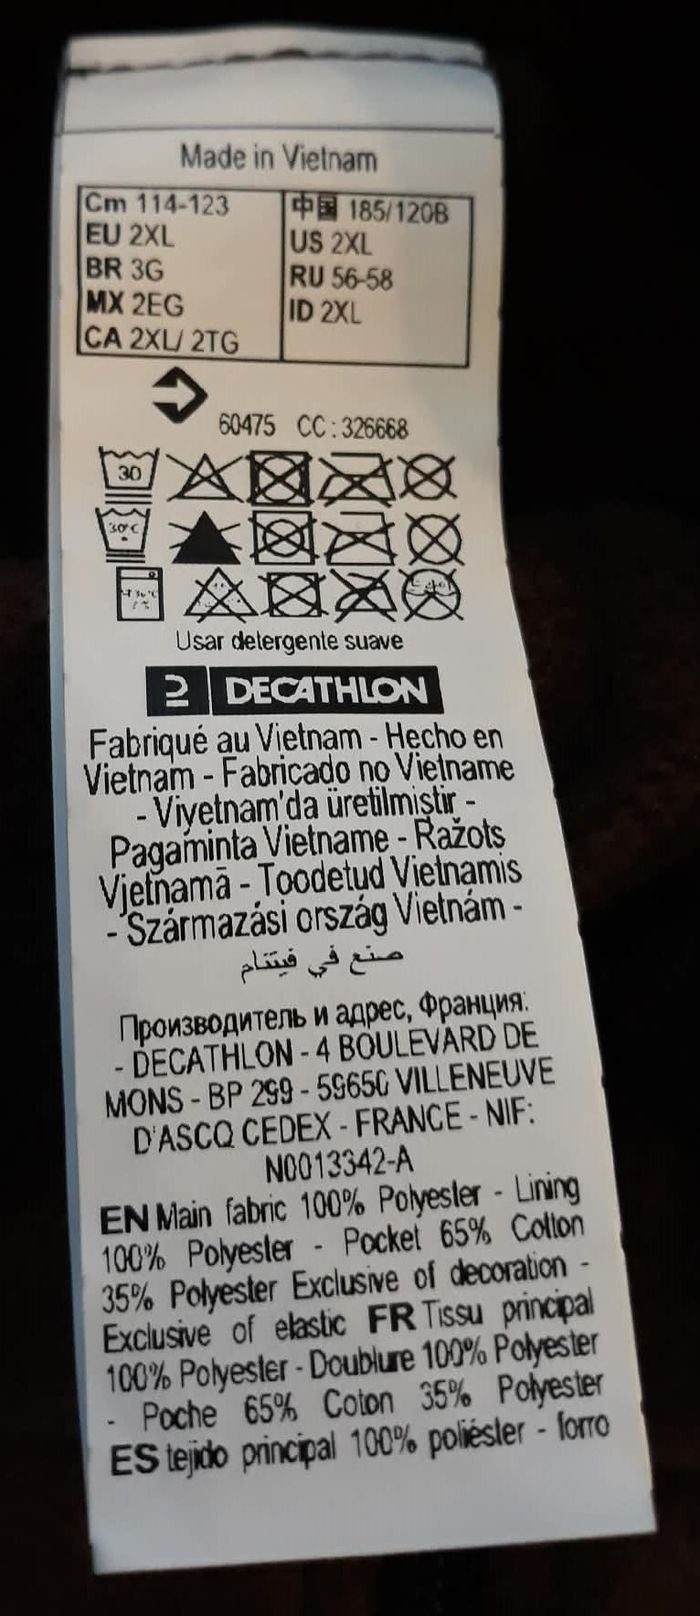 Made in Vietnam
Cm 114-123
EU 2XL
BR 3G
MX 2EG
CA 2XL/ 2TG
中国 185/120B
US 2XL
RU 56-58
ID 2XL
60475 CC : 326668
30
30°C
Usar detergente suave
DECATHLON
Fabriqué au Vietnam - Hecho en
Vietnam - Fabricado no Vietname
- Viyetnam'da üretilmiştir -
Pagaminta Vietname - Ražots
Vjetnamā - Toodetud Vietnamis
- Származási ország Vietnám -
صنع في فيتنام
Производитель и адрес, Франция:
- DECATHLON - 4 BOULEVARD DE
MONS - BP 299 - 59650 VILLENEUVE
D'ASCQ CEDEX - FRANCE - NIF:
N0013342-A
EN Main fabric 100% Polyester - Lining
100% Polyester - Pocket 65% Cotton
35% Polyester Exclusive of decoration -
Exclusive of elastic FR Tissu principal
100% Polyester - Doublure 100% Polyester
- Poche 65% Coton 35% Polyester
ES tejido principal 100% poliéster - forro